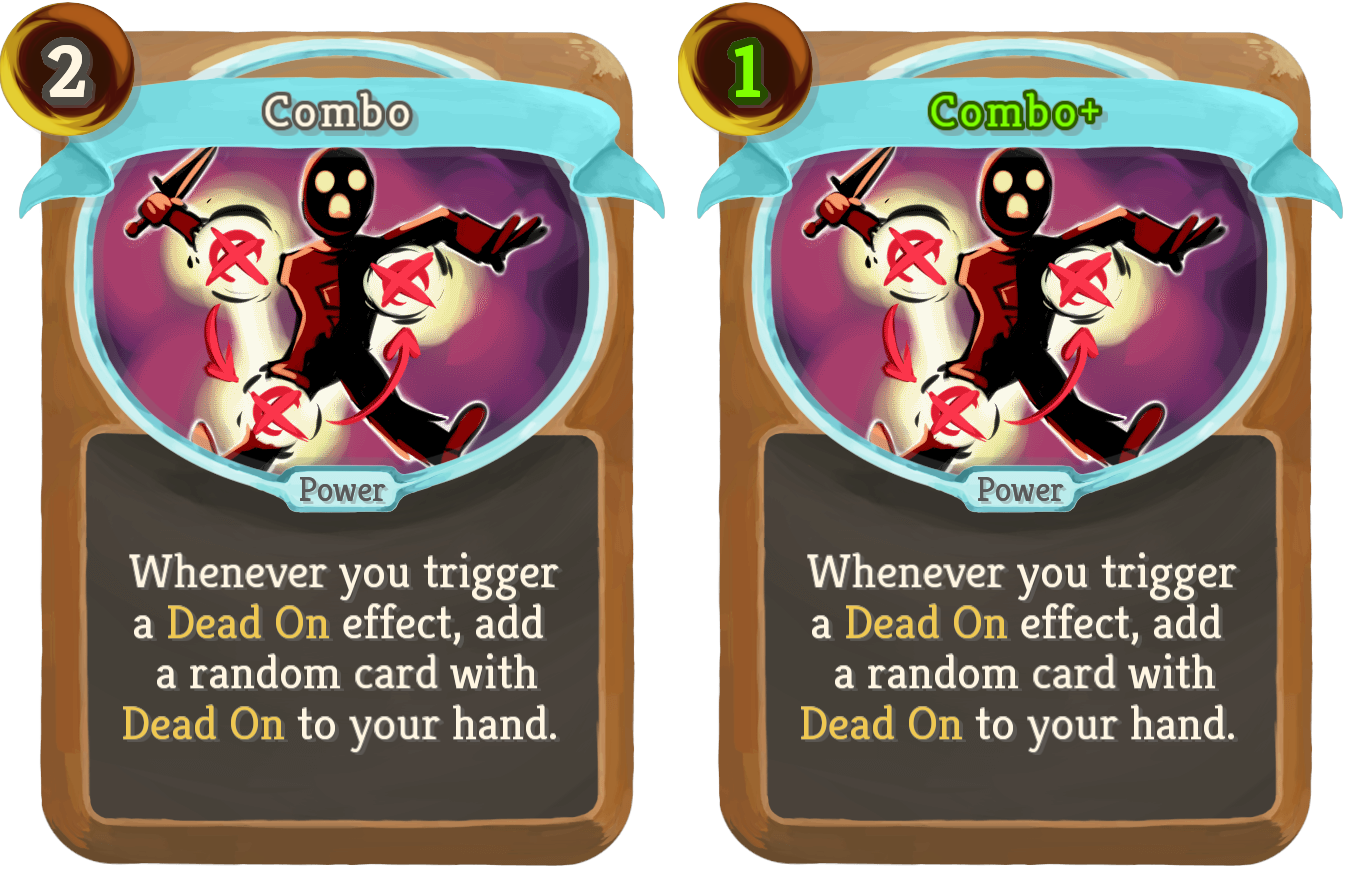 2
Combo
Power
Whenever you trigger
a Dead On effect, add
a random card with
Dead On to your hand.
1
Combo+
Power
Whenever you trigger
a Dead On effect, add
a random card with
Dead On to your hand.